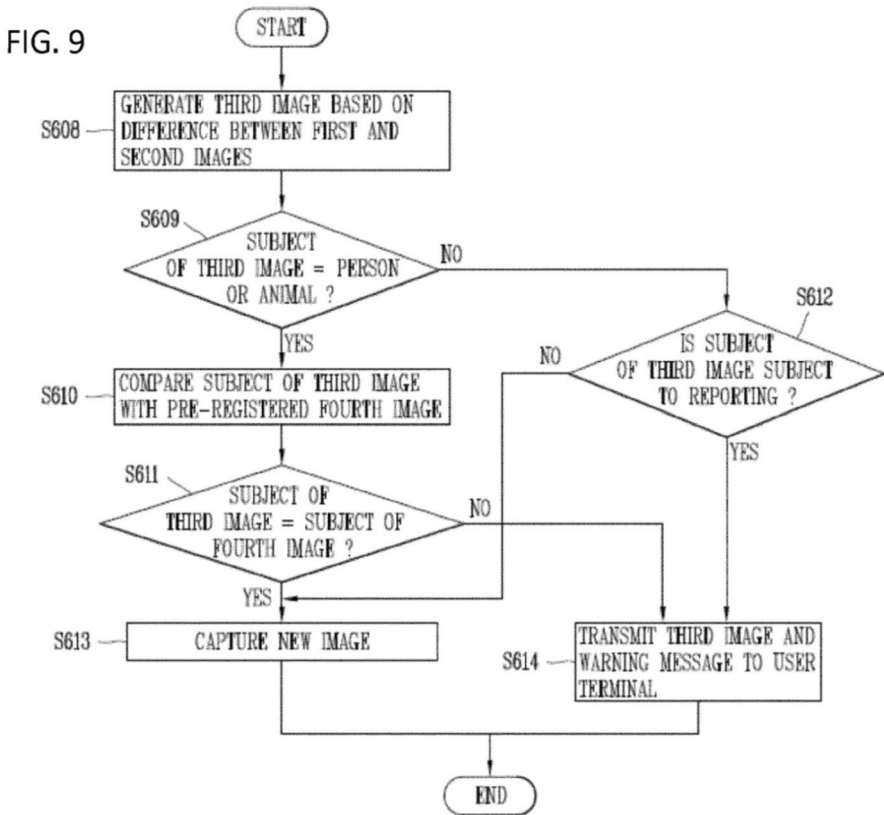 FIG. 9
START
S608
GENERATE THIRD IMAGE BASED ON
DIFFERENCE BETWEEN FIRST AND
SECOND IMAGES
S609
SUBJECT
OF THIRD IMAGE = PERSON
OR ANIMAL ?
NO
YES
S612
IS SUBJECT
OF THIRD IMAGE SUBJECT
TO REPORTING ?
NO
YES
S610
COMPARE SUBJECT OF THIRD IMAGE
WITH PRE-REGISTERED FOURTH IMAGE
S611
SUBJECT OF
THIRD IMAGE = SUBJECT OF
FOURTH IMAGE ?
NO
YES
S613
CAPTURE NEW IMAGE
S614
TRANSMIT THIRD IMAGE AND
WARNING MESSAGE TO USER
TERMINAL
END